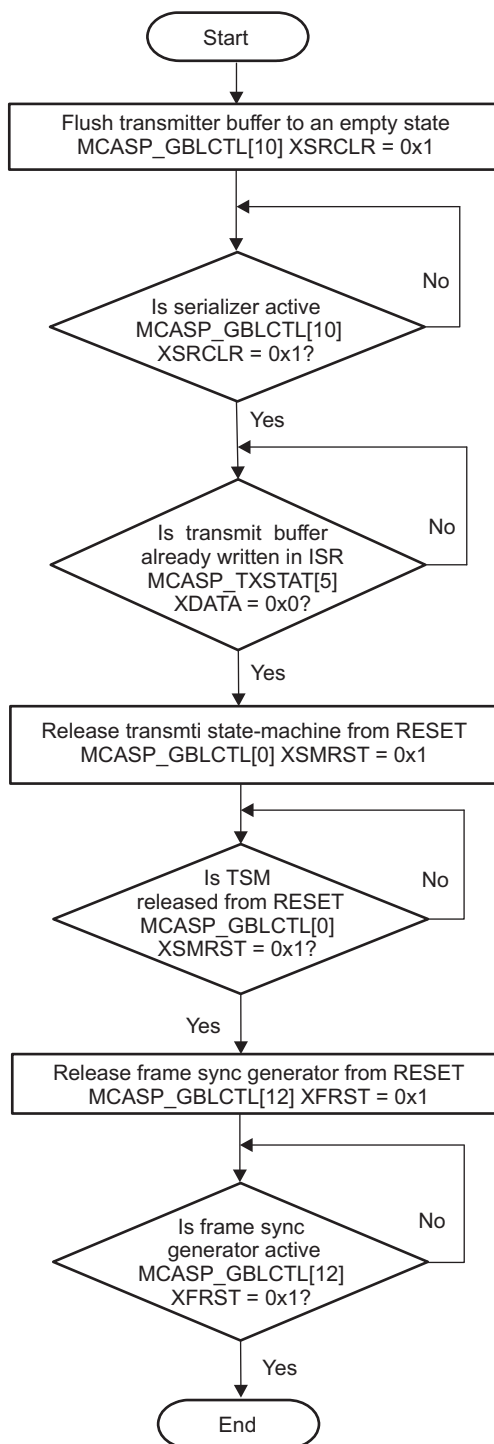 Start
Flush transmitter buffer to an empty state
MCASP_GBLCTL[10] XSRCLR = 0x1
No
Is serializer active
MCASP_GBLCTL[10]
XSRCLR = 0x1?
Yes
No
Is transmit buffer
already written in ISR
MCASP_TXSTAT[5]
XDATA = 0x0?
Yes
Release transmti state-machine from RESET
MCASP_GBLCTL[0] XSMRST = 0x1
No
Is TSM
released from RESET
MCASP_GBLCTL[0]
XSMRST = 0x1?
Yes
Release frame sync generator from RESET
MCASP_GBLCTL[12] XFRST = 0x1
No
Is frame sync
generator active
MCASP_GBLCTL[12]
XFRST = 0x1?
Yes
End